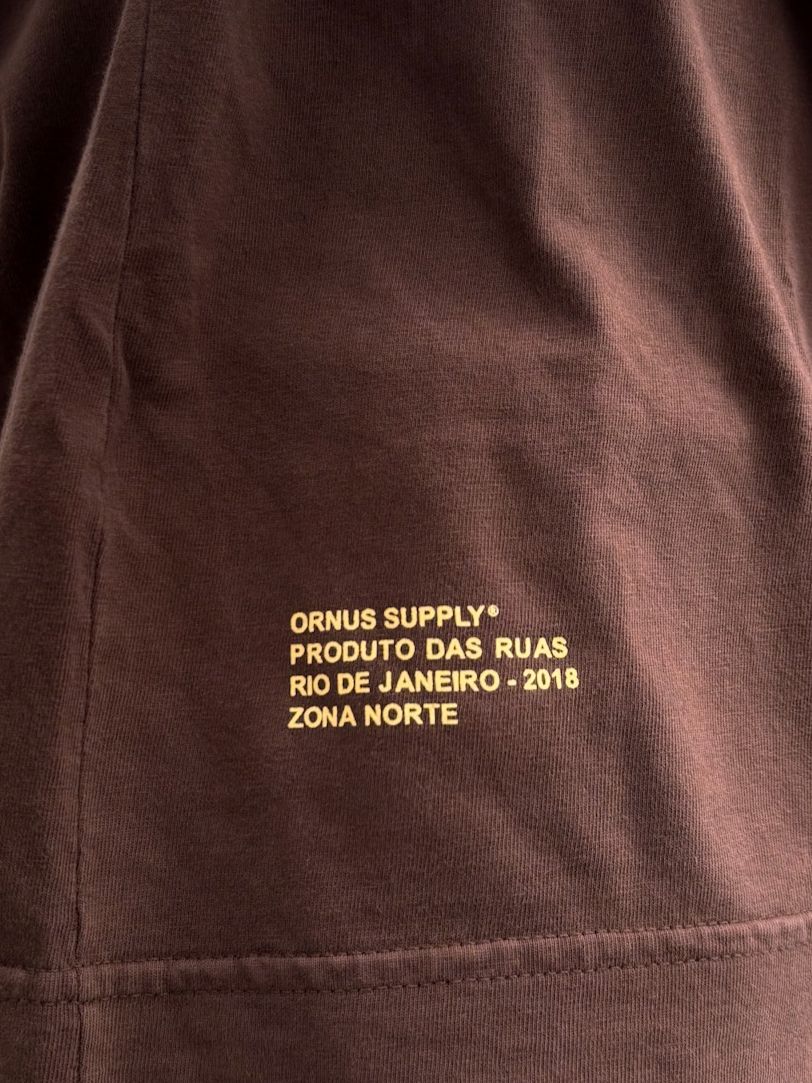 ORNUS SUPPLY®
PRODUTO DAS RUAS
RIO DE JANEIRO - 2018
ZONA NORTE